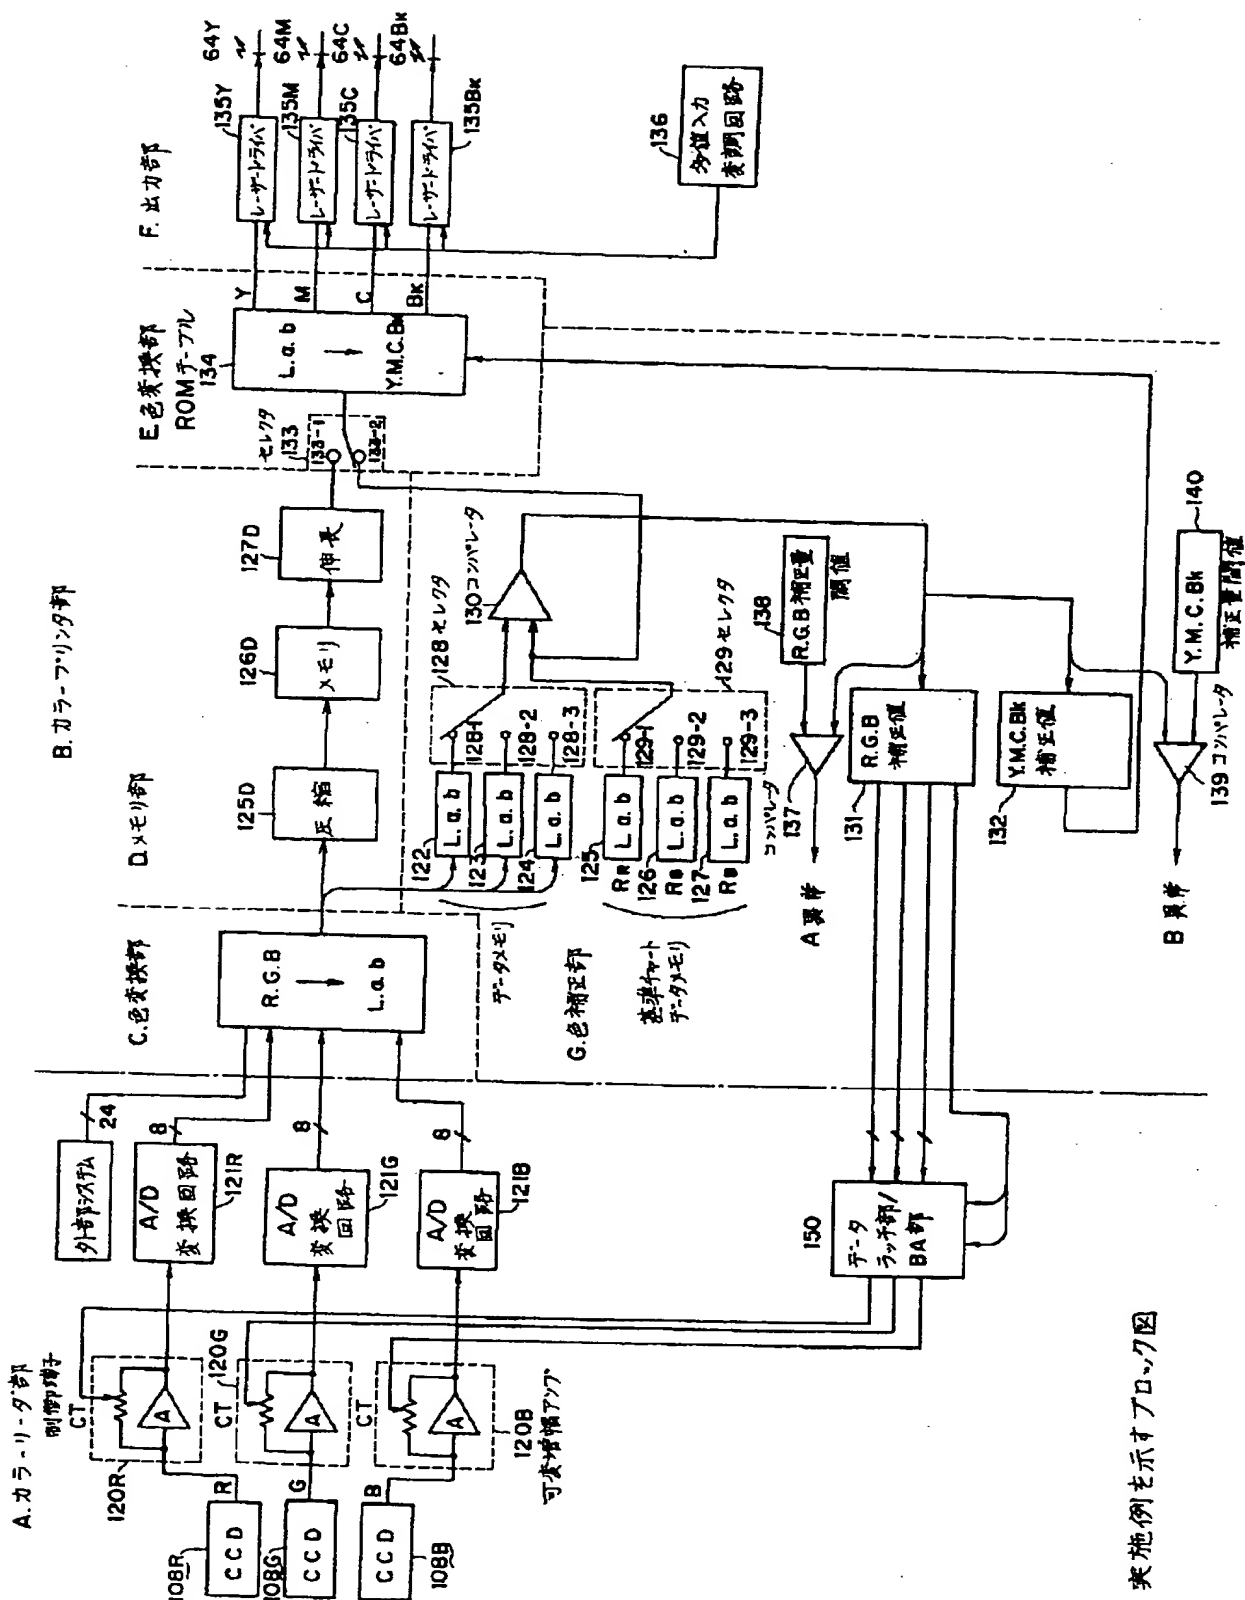 A.カラーリーダ部
制御端子
CT
120R
A
R
CCD
108R
CT
120G
A
G
CCD
108G
CT
120B
可変増幅アンプ
A
B
CCD
108B
外部システム
24
A/D
変換回路
121R
8
A/D
変換
回路
121G
8
A/D
変換
回路
121B
8
B.カラープリンタ部
C.色変換部
R.G.B
L.a.b
D.メモリ部
圧縮
125D
メモリ
126D
伸長
127D
E.色変換部
ROMテーブル
134
L.a.b
Y.M.C.Bk
Y
M
C
Bk
セレクタ
133
133-1
133-2
F.出力部
レーザードライバ
135Y
64Y
レーザードライバ
135M
64M
レーザードライバ
135C
64C
レーザードライバ
135Bk
64Bk
多値入力
変調回路
136
G.色補正部
データメモリ
122
L.a.b
123
L.a.b
124
L.a.b
128セレクタ
128-1
128-2
128-3
基準チャート
データメモリ
125
L.a.b
126
L.a.b
127
L.a.b
129セレクタ
129-1
129-2
129-3
130コンパレータ
138
R.G.B補正量
閾値
コンパレータ
137
A異常
131
R.G.B
補正値
132
Y.M.C.Bk
補正値
140
Y.M.C.Bk
補正量閾値
139コンパレータ
B異常
150
データ
ラッチ部/
BA部
実施例を示すブロック図